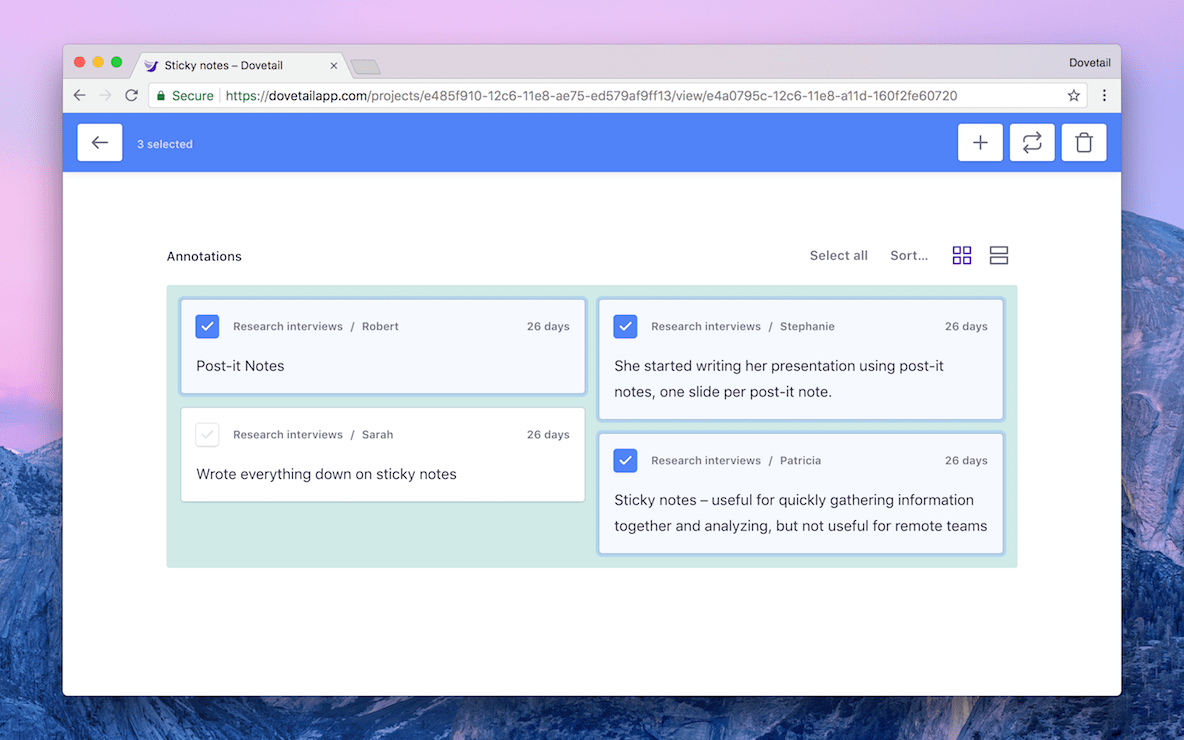 Sticky notes – Dovetail
Dovetail
Secure
https://dovetailapp.com/projects/e485f910-12c6-11e8-ae75-ed579af9ff13/view/e4a0795c-12c6-11e8-a11d-160f2fe60720
3 selected
Annotations
Select all
Sort...
Research interviews / Robert
26 days
Post-it Notes
Research interviews / Sarah
26 days
Wrote everything down on sticky notes
Research interviews / Stephanie
26 days
She started writing her presentation using post-it
notes, one slide per post-it note.
Research interviews / Patricia
26 days
Sticky notes – useful for quickly gathering information
together and analyzing, but not useful for remote teams